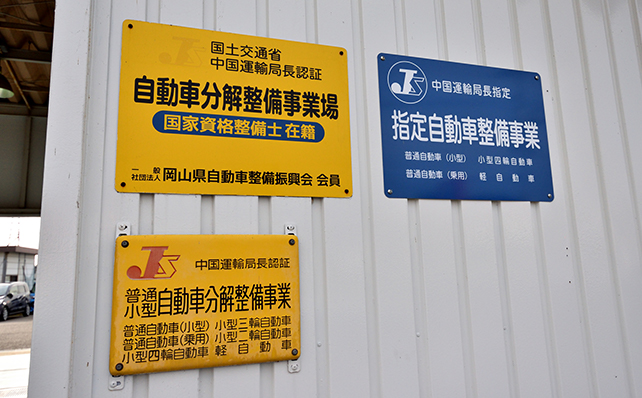 JS
国土交通省
中国運輸局長認証
自動車分解整備事業場
国家資格整備士在籍
一般社団法人 岡山県自動車整備振興会 会員
JS 中国運輸局長指定
指定自動車整備事業
普通自動車(小型) 小型四輪自動車
普通自動車(乗用) 軽自動車
JS 中国運輸局長認証
普通小型 自動車分解整備事業
普通自動車(小型) 小型三輪自動車
普通自動車(乗用) 小型二輪自動車
小型四輪自動車 軽自動車